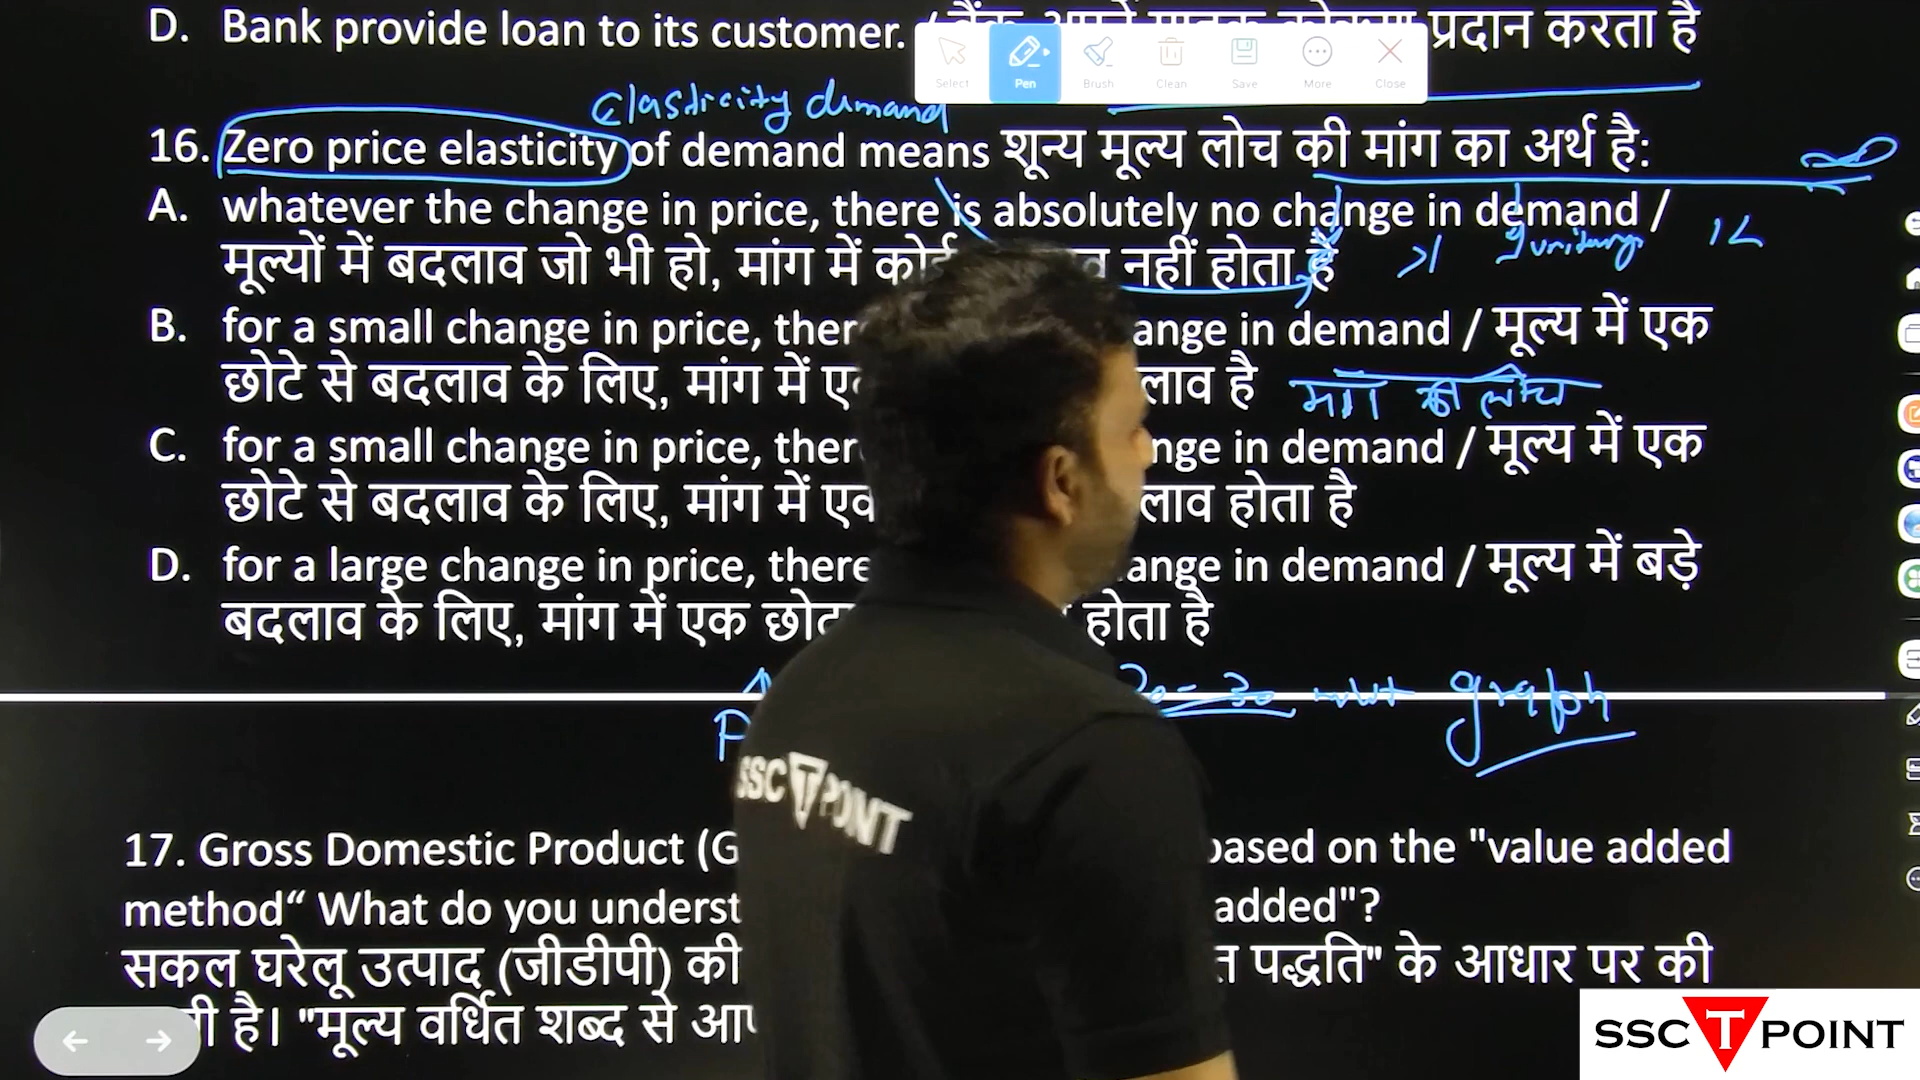 D. Bank provide loan to its customer. / प्रदान करता है
Select Pen Brush Clean Save More Close
Elasticity demand
16. Zero price elasticity of demand means शून्य मूल्य लोच की मांग का अर्थ है:
A. whatever the change in price, there is absolutely no change in demand /
मूल्यों में बदलाव जो भी हो, मांग में कोई नहीं होता है
>1 1< 
B. for a small change in price, ange in demand / मूल्य में एक
छोटे से बदलाव के लिए, मांग में लाव है
मांग की लोच
C. for a small change in price, nge in demand / मूल्य में एक
छोटे से बदलाव के लिए, मांग में लाव होता है
D. for a large change in price, there ange in demand / मूल्य में बड़े
बदलाव के लिए, मांग में एक होता है
P 20-30 graph
SSC T POINT
17. Gross Domestic Product (G based on the "value added
method“ What do you underst added"?
सकल घरेलू उत्पाद (जीडीपी) की त पद्धति" के आधार पर की
ी है। "मूल्य वर्धित शब्द से आप
SSC T POINT